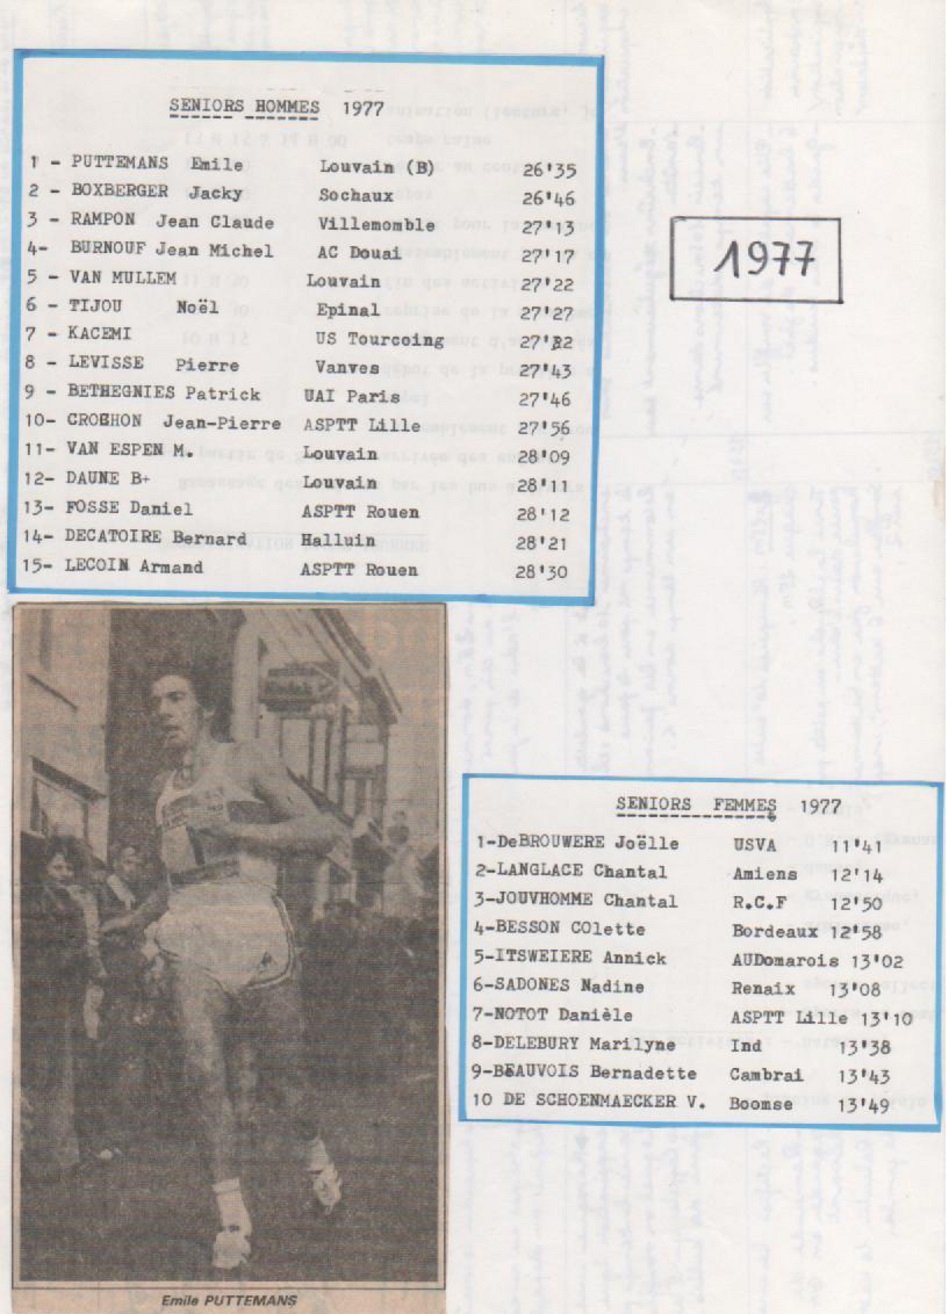 SENIORS HOMMES 1977
1 - PUTTEMANS Emile Louvain (B) 26'35
2 - BOXBERGER Jacky Sochaux 26'46
3 - RAMPON Jean Claude Villemomble 27'13
4- BURNOUF Jean Michel AC Douai 27'17
5 - VAN MULLEM Louvain 27'22
6 - TIJOU Noël Epinal 27'27
7 - KACEMI US Tourcoing
8 - LEVISSE Pierre Vanves 27'43
9 - BETHEGNIES Patrick UAI Paris 27'46
10- CROEHON Jean-Pierre ASPTT Lille 27'56
11- VAN ESPEN M. Louvain 28'09
12- DAUNE B+ Louvain 28'11
13- FOSSE Daniel ASPTT Rouen 28'12
14- DECATOIRE Bernard Halluin 28'21
15- LECOIN Armand ASPTT Rouen 28'30
1977
Kodak
SENIORS FEMMES 1977
1-DeBROUWERE Joëlle USVA 11'41
2-LANGLACE Chantal Amiens 12'14
3-JOUVHOMME Chantal R.C.F 12'50
4-BESSON COlette Bordeaux 12'58
5-ITSWEIERE Annick AUDomarois 13'02
6-SADONES Nadine Renaix 13'08
7-NOTOT Danièle ASPTT Lille 13'10
8-DELEBURY Marilyne Ind 13'38
9-BEAUVOIS Bernadette Cambrai 13'43
10 DE SCHOENMAECKER V. Boomse 13'49
Emile PUTTEMANS